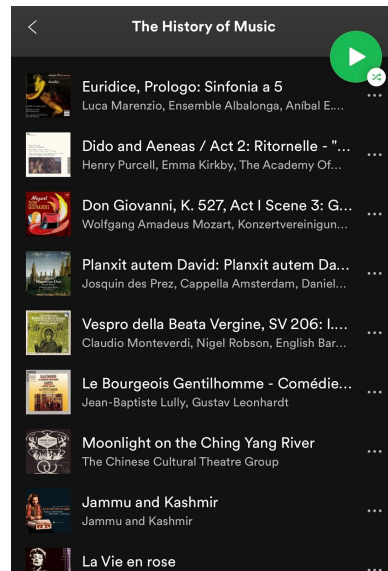 The History of Music
Euridice, Prologo: Sinfonia a 5
Luca Marenzio, Ensemble Albalonga, Aníbal E....
Dido and Aeneas / Act 2: Ritornelle - "...
Henry Purcell, Emma Kirkby, The Academy Of...
Don Giovanni, K. 527, Act I Scene 3: G...
Wolfgang Amadeus Mozart, Konzertvereinigun...
Planxit autem David: Planxit autem Da...
Josquin des Prez, Cappella Amsterdam, Daniel...
Vespro della Beata Vergine, SV 206: I....
Claudio Monteverdi, Nigel Robson, English Bar...
Le Bourgeois Gentilhomme - Comédie...
Jean-Baptiste Lully, Gustav Leonhardt
Moonlight on the Ching Yang River
The Chinese Cultural Theatre Group
Jammu and Kashmir
Jammu and Kashmir
La Vie en rose